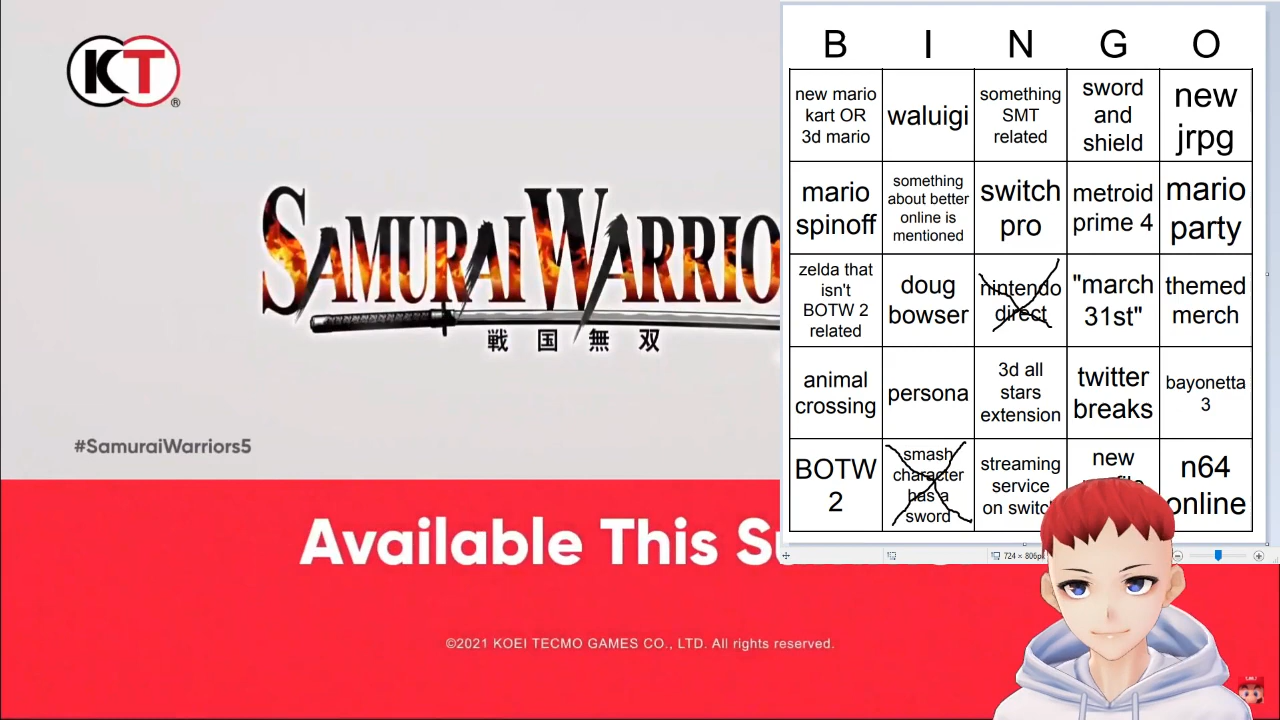 KT
®
SAMURAI WARRIO
戦国無双
#SamuraiWarriors5
Available This
©2021 KOEI TECMO GAMES CO., LTD. All rights reserved.
B I N G O
new mario
kart OR
3d mario
waluigi
something
SMT
related
sword
and
shield
new
jrpg
mario
spinoff
something
about better
online is
mentioned
switch
pro
metroid
prime 4
mario
party
zelda that
isn't
BOTW 2
related
doug
bowser
nintendo
direct
"march
31st"
themed
merch
animal
crossing
persona
3d all
stars
extension
twitter
breaks
bayonetta
3
BOTW
2
smash
character
has a
sword
streaming
service
on switch
new
n64
online
724 × 806px